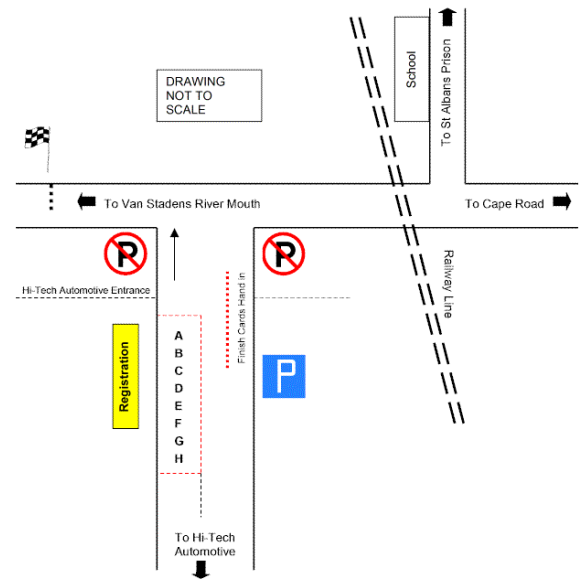 DRAWING
NOT TO
SCALE
School
To St Albans Prison
To Van Stadens River Mouth
To Cape Road
P
P
Hi-Tech Automotive Entrance
Finish Cards Hand in
Railway Line
Registration
A
B
C
D
E
F
G
H
P
To Hi-Tech
Automotive